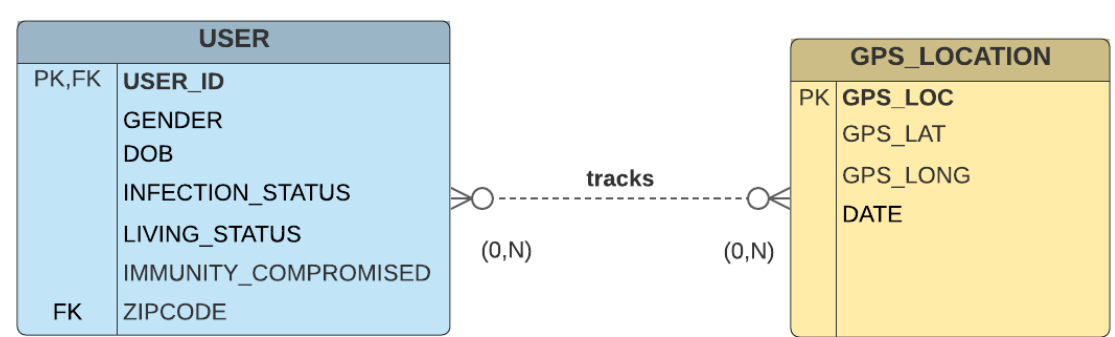 USER
PK,FK USER_ID
GENDER
DOB
INFECTION_STATUS
LIVING_STATUS
IMMUNITY_COMPROMISED
FK ZIPCODE
tracks
(0,N)
(0,N)
GPS_LOCATION
PK GPS_LOC
GPS_LAT
GPS_LONG
DATE